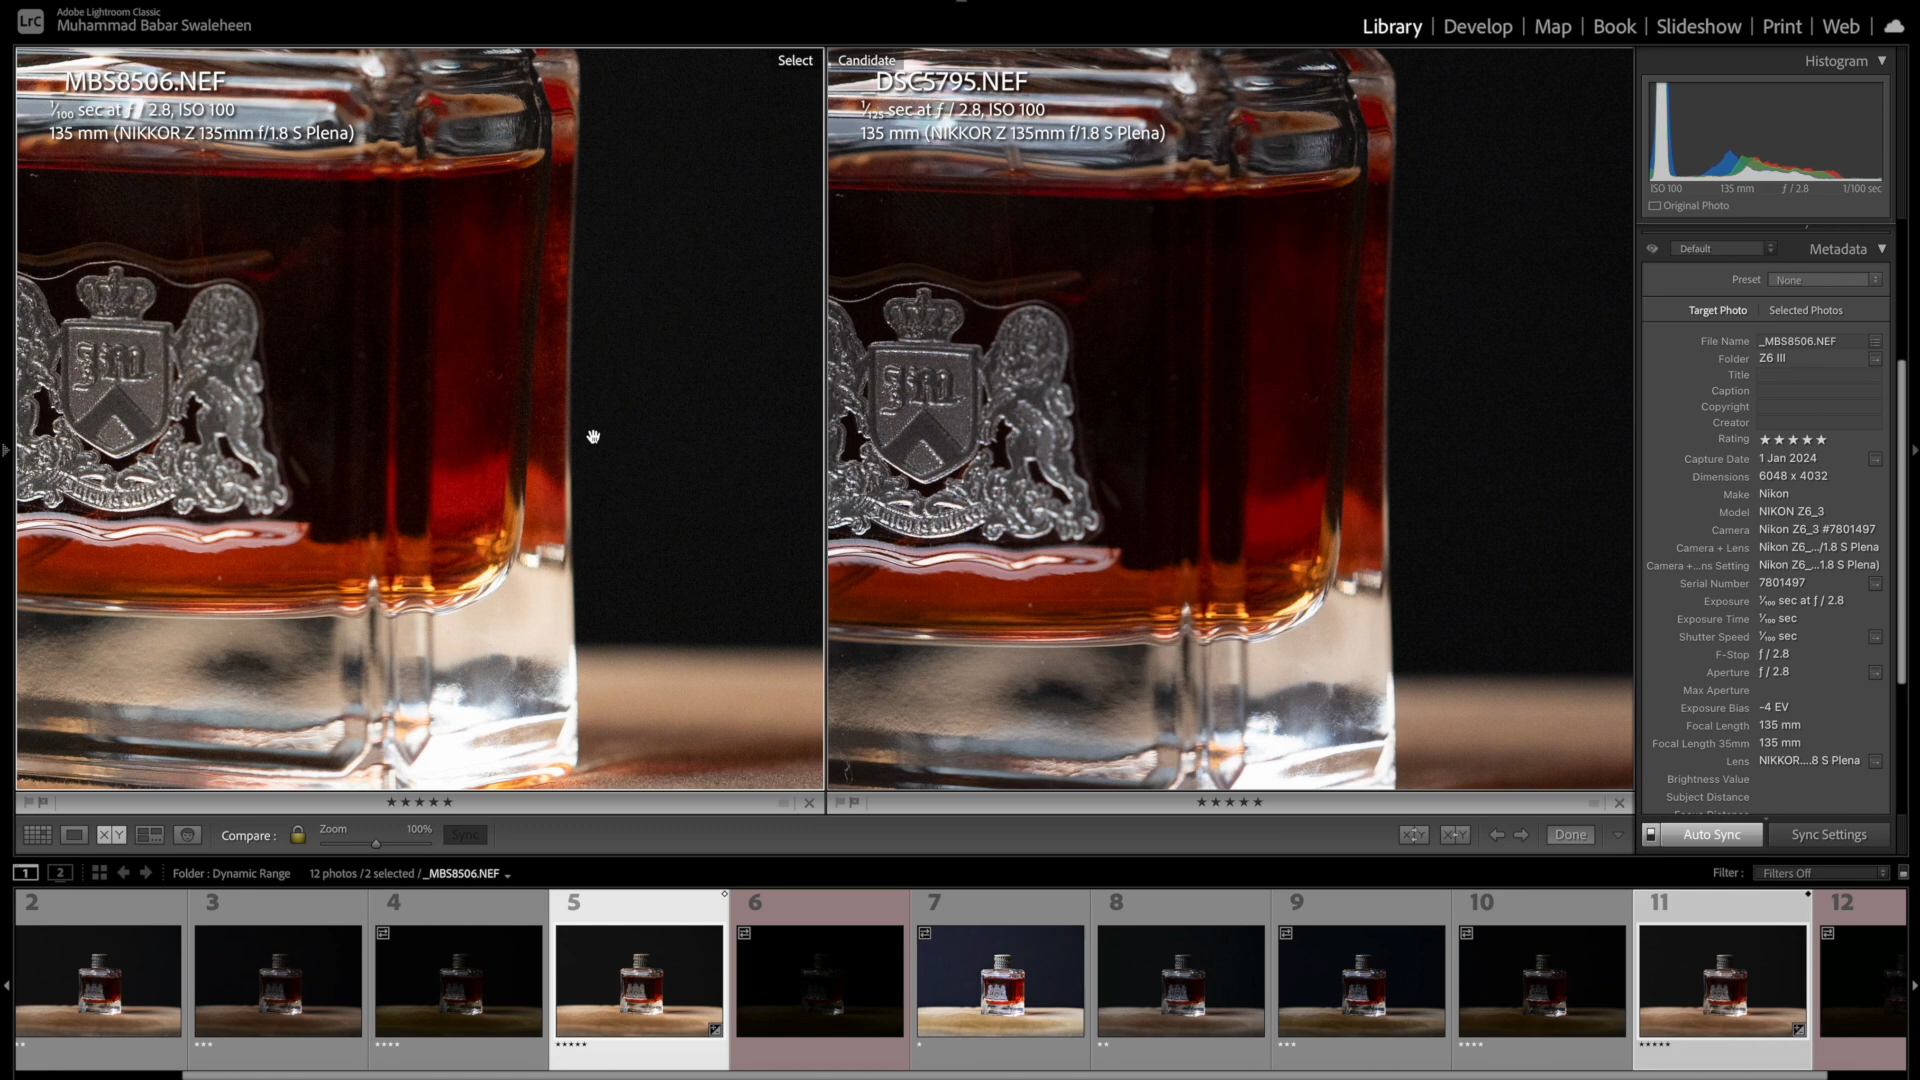 LrC
Adobe Lightroom Classic
Muhammad Babar Swaleheen
Library | Develop | Map | Book | Slideshow | Print | Web
_MBS8506.NEF
1/100 sec at ƒ / 2.8, ISO 100
135 mm (NIKKOR Z 135mm f/1.8 S Plena)
Select
Candidate
_DSC5795.NEF
1/125 sec at ƒ / 2.8, ISO 100
135 mm (NIKKOR Z 135mm f/1.8 S Plena)
JM
JM
Histogram
ISO 100 135 mm ƒ / 2.8 1/100 sec
Original Photo
Default Metadata
Preset None
Target Photo Selected Photos
File Name _MBS8506.NEF
Folder Z6 III
Title
Caption
Copyright
Creator
Rating ★★★★★
Capture Date 1 Jan 2024
Dimensions 6048 x 4032
Make Nikon
Model NIKON Z6_3
Camera Nikon Z6_3 #7801497
Camera + Lens Nikon Z6_.../1.8 S Plena
Camera +...ns Setting Nikon Z6_...1.8 S Plena)
Serial Number 7801497
Exposure 1/100 sec at ƒ / 2.8
Exposure Time 1/100 sec
Shutter Speed 1/100 sec
F-Stop ƒ / 2.8
Aperture ƒ / 2.8
Max Aperture
Exposure Bias -4 EV
Focal Length 135 mm
Focal Length 35mm 135 mm
Lens NIKKOR....8 S Plena
Brightness Value
Subject Distance
★★★★★
★★★★★
XY
Compare :
Zoom 100%
Sync
Done
Auto Sync
Sync Settings
1 2
Folder : Dynamic Range 12 photos / 2 selected / _MBS8506.NEF
Filter : Filters Off
2 3 4 5 6 7 8 9 10 11 12